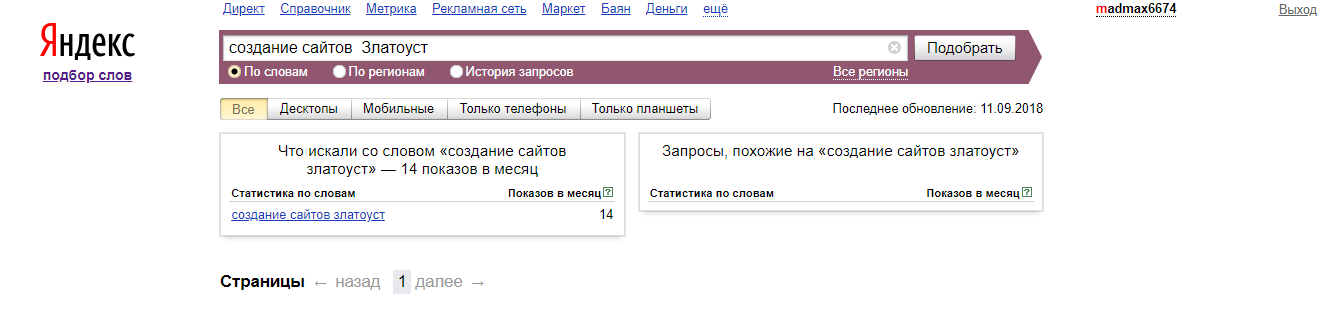 Директ Справочник Метрика Рекламная сеть Маркет Баян Деньги ещё madmax6674 Выход
Яндекс
подбор слов
создание сайтов  Златоуст Подобрать
По словам По регионам История запросов Все регионы
Все Десктопы Мобильные Только телефоны Только планшеты Последнее обновление: 11.09.2018
Что искали со словом «создание сайтов
златоуст» — 14 показов в месяц
Статистика по словам Показов в месяц ?
создание сайтов златоуст 14
Запросы, похожие на «создание сайтов златоуст»
Статистика по словам Показов в месяц ?
Страницы ← назад 1 далее →